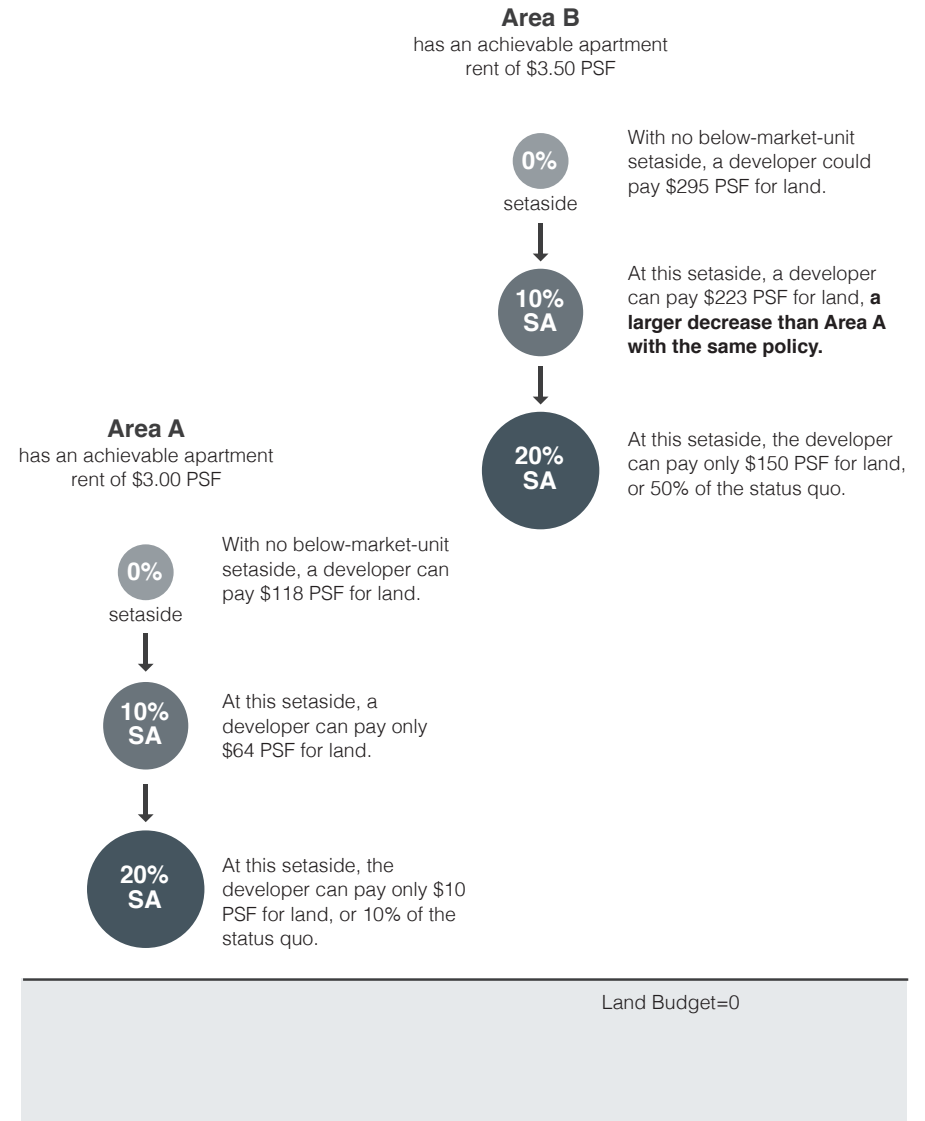 Area B
has an achievable apartment
rent of $3.50 PSF
0%
setaside
With no below-market-unit
setaside, a developer could
pay $295 PSF for land.
10%
SA
At this setaside, a developer
can pay $223 PSF for land, a
larger decrease than Area A
with the same policy.
20%
SA
At this setaside, the developer
can pay only $150 PSF for land,
or 50% of the status quo.
Area A
has an achievable apartment
rent of $3.00 PSF
0%
setaside
With no below-market-unit
setaside, a developer can
pay $118 PSF for land.
10%
SA
At this setaside, a
developer can pay only
$64 PSF for land.
20%
SA
At this setaside, the
developer can pay only $10
PSF for land, or 10% of the
status quo.
Land Budget=0